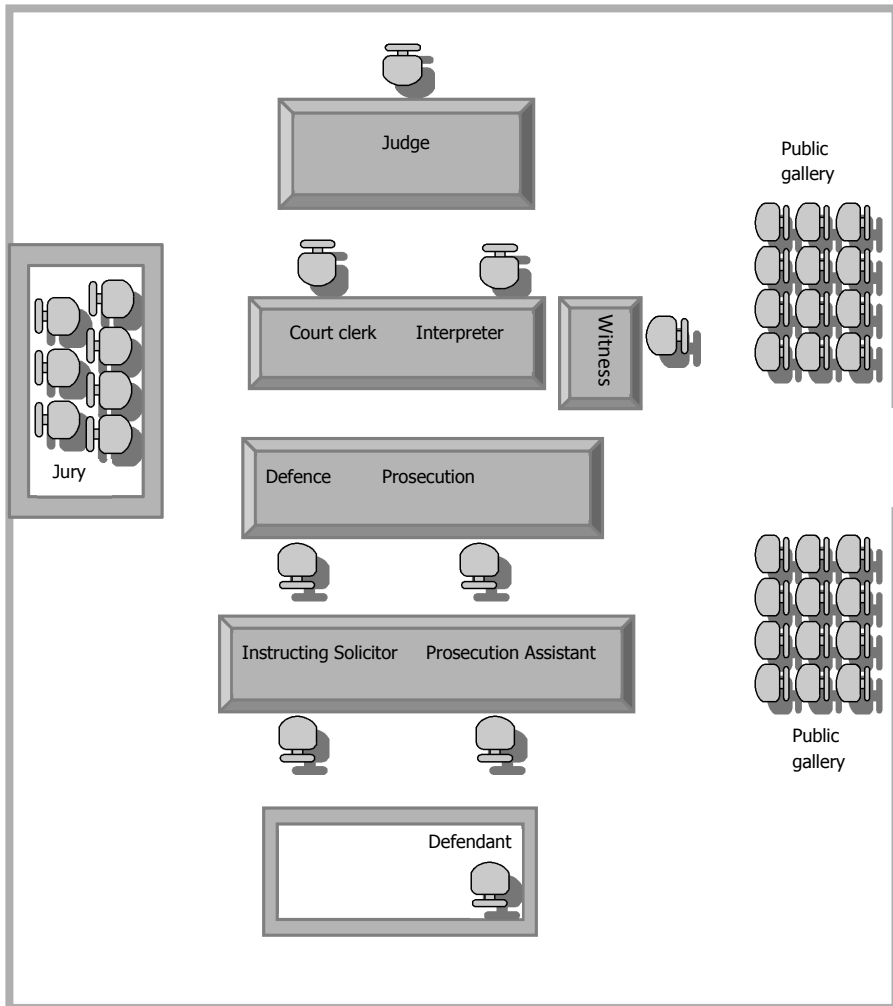 Judge
Public
gallery
Court clerk Interpreter
Witness
Jury
Defence Prosecution
Instructing Solicitor Prosecution Assistant
Public
gallery
Defendant